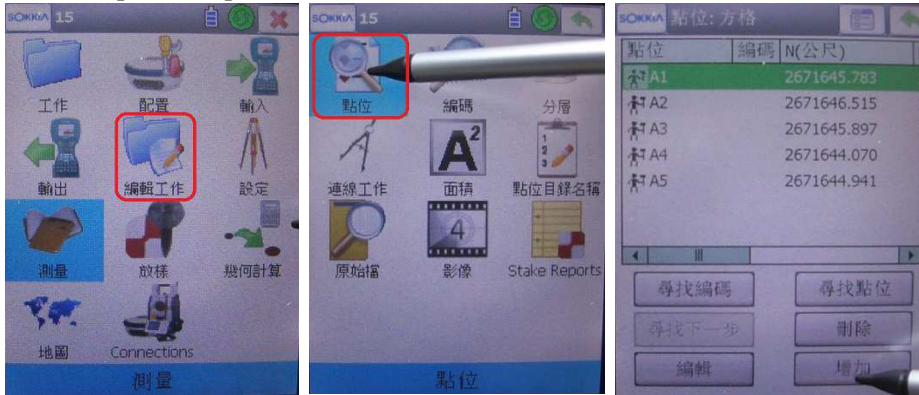 SOKKIA 15
工作
配置
輸入
輸出
編輯工作
設定
測量
放樣
幾何計算
地圖
Connections
測量
SOKKIA 15
點位
編碼
分層
連線工作
A²
面積
1
2
3
點位目錄名稱
原始檔
4
影像
Stake Reports
點位
SOKKIA 點位: 方格
點位 編碼 N(公尺)
A1 2671645.783
A2 2671646.515
A3 2671645.897
A4 2671644.070
A5 2671644.941
尋找編碼 尋找點位
尋找下一步 刪除
編輯 增加